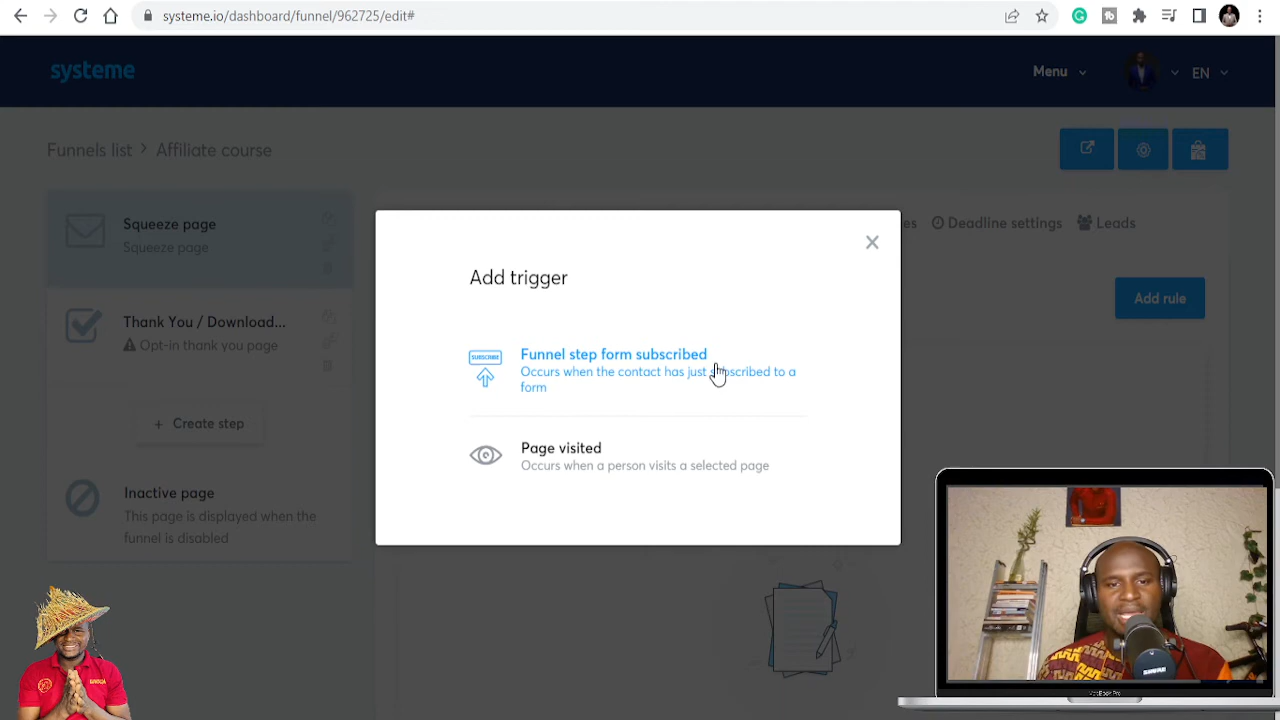 systeme.io/dashboard/funnel/962725/edit#
systeme
Menu
EN
Funnels list > Affiliate course
Squeeze page
Squeeze page
Thank You / Download...
Opt-in thank you page
+ Create step
Inactive page
This page is displayed when the
funnel is disabled
es
Deadline settings
Leads
Add rule
Add trigger
SUBSCRIBE
Funnel step form subscribed
Occurs when the contact has just subscribed to a
form
Page visited
Occurs when a person visits a selected page
MacBook Pro